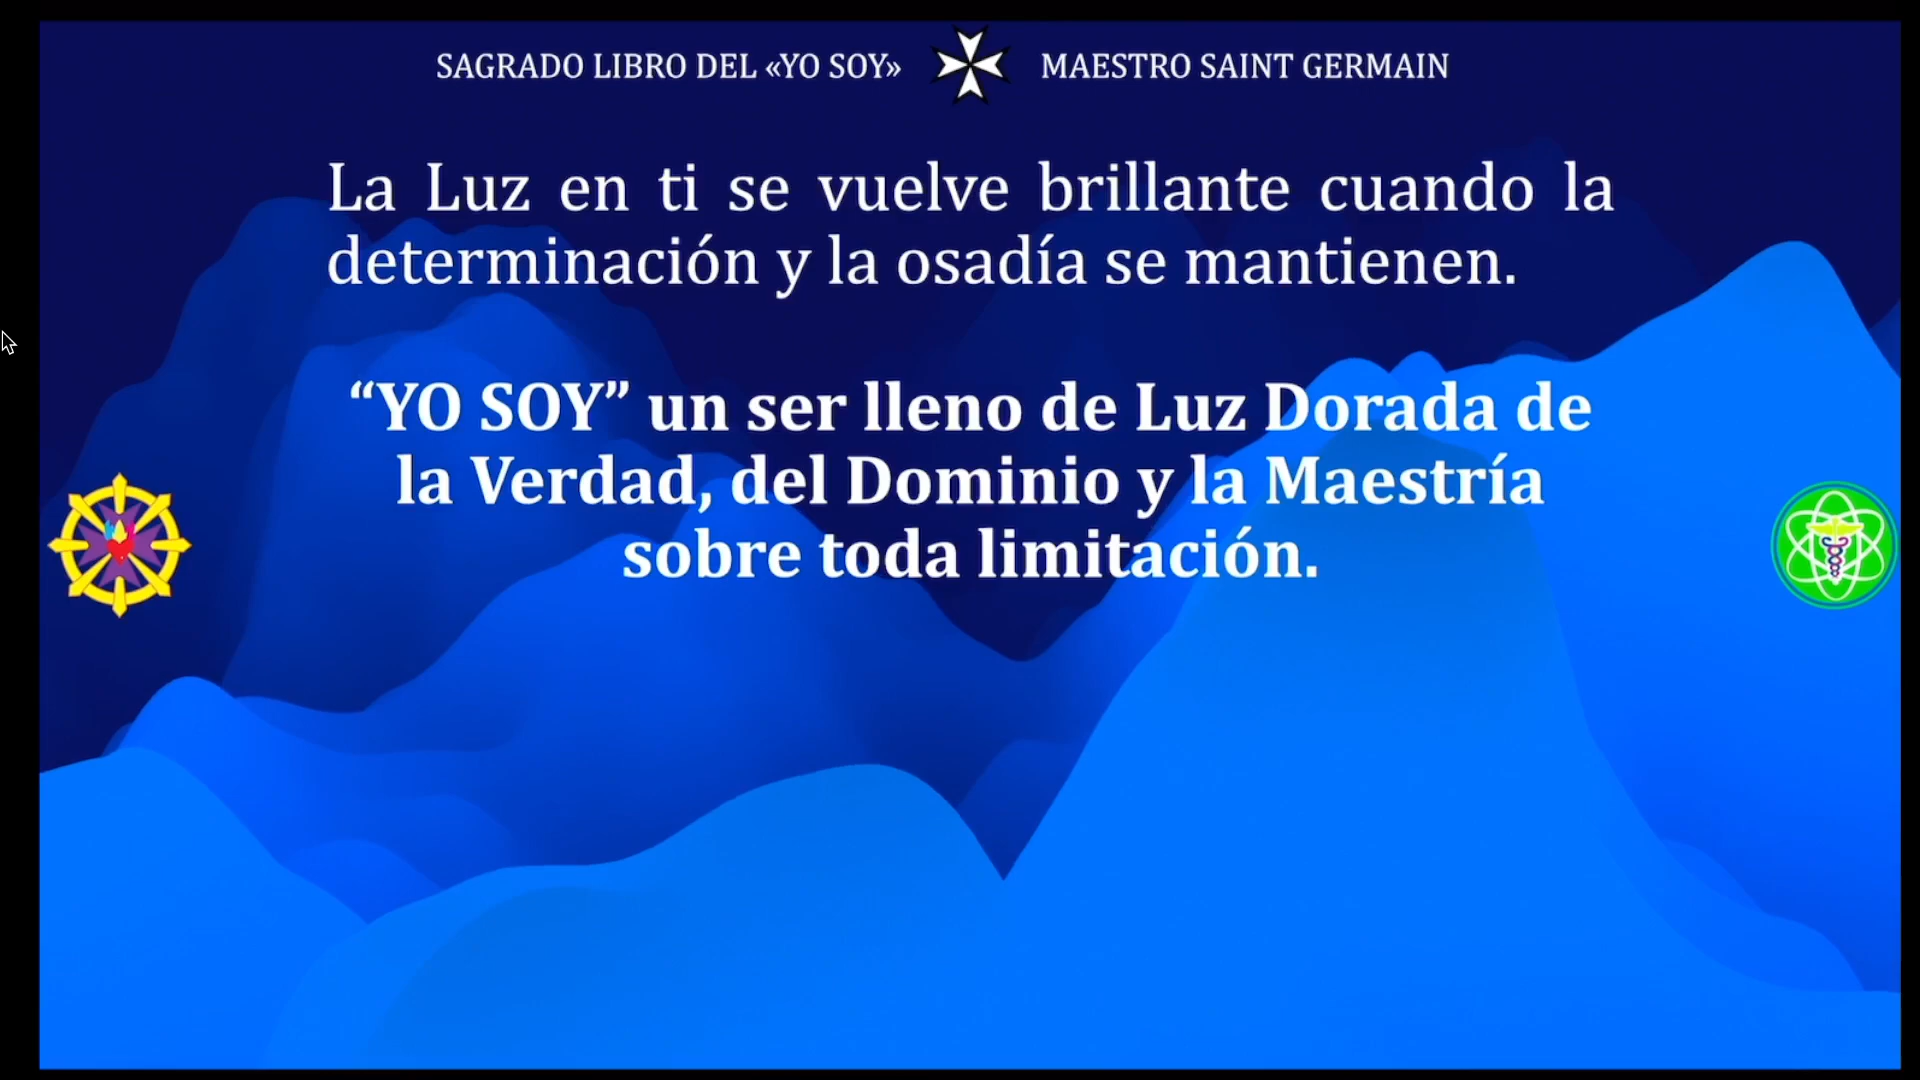 SAGRADO LIBRO DEL «YO SOY» MAESTRO SAINT GERMAIN
La Luz en ti se vuelve brillante cuando la
determinación y la osadía se mantienen.
“YO SOY” un ser lleno de Luz Dorada de
la Verdad, del Dominio y la Maestría
sobre toda limitación.